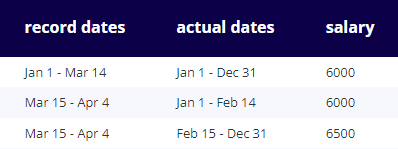 record dates actual dates salary
Jan 1 - Mar 14 Jan 1 - Dec 31 6000
Mar 15 - Apr 4 Jan 1 - Feb 14 6000
Mar 15 - Apr 4 Feb 15 - Dec 31 6500